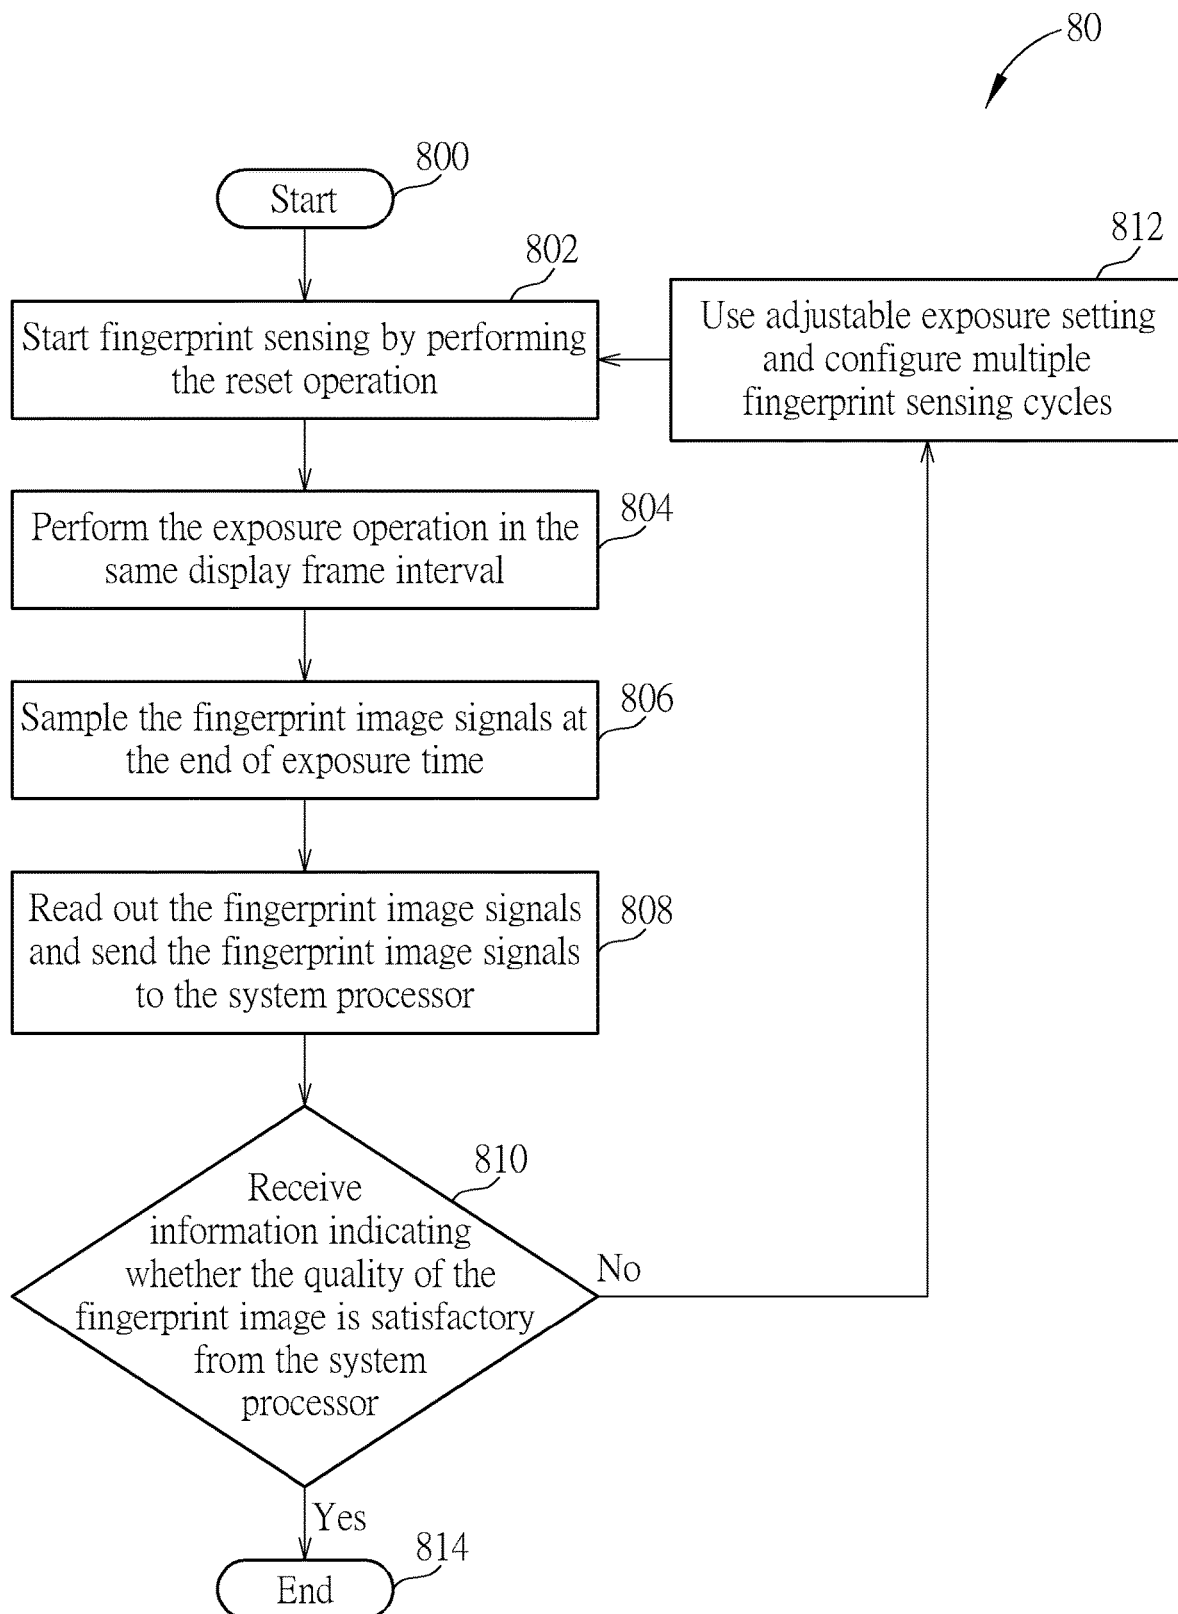 80
800
Start
802
Start fingerprint sensing by performing
the reset operation
812
Use adjustable exposure setting
and configure multiple
fingerprint sensing cycles
804
Perform the exposure operation in the
same display frame interval
806
Sample the fingerprint image signals at
the end of exposure time
808
Read out the fingerprint image signals
and send the fingerprint image signals
to the system processor
810
Receive
information indicating
whether the quality of the
fingerprint image is satisfactory
from the system
processor
No
Yes
814
End